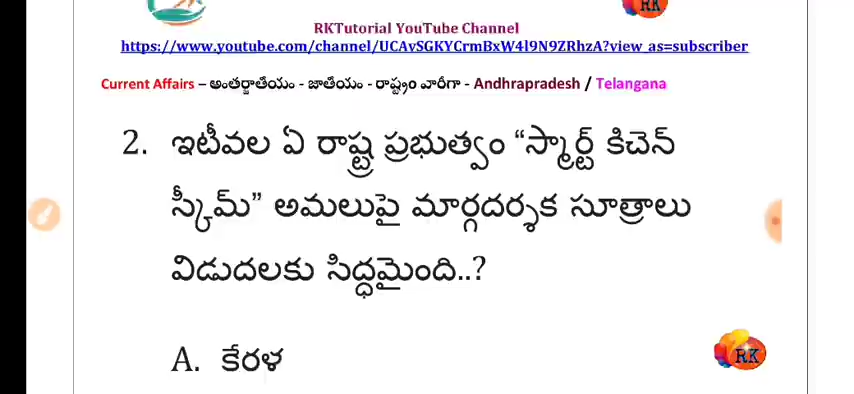 RK
RKTutorial YouTube Channel
https://www.youtube.com/channel/UCAvSGKYCrmBxW4l9N9ZRhzA?view_as=subscriber
Current Affairs – అంతర్జాతీయం - జాతీయం - రాష్ట్రం వారీగా - Andhrapradesh / Telangana
2. ఇటీవల ఏ రాష్ట్ర ప్రభుత్వం “స్మార్ట్ కిచెన్
స్కీమ్” అమలుపై మార్గదర్శక సూత్రాలు
విడుదలకు సిద్ధమైంది..?
A. కేరళ
RK